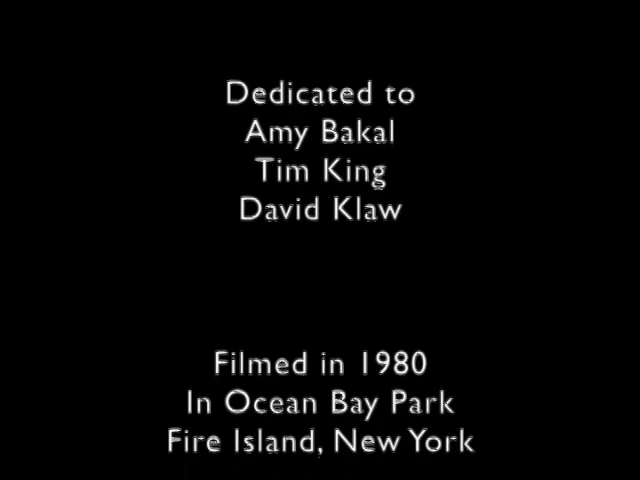 Dedicated to
Amy Bakal
Tim King
David Klaw
Filmed in 1980
In Ocean Bay Park
Fire Island, New York